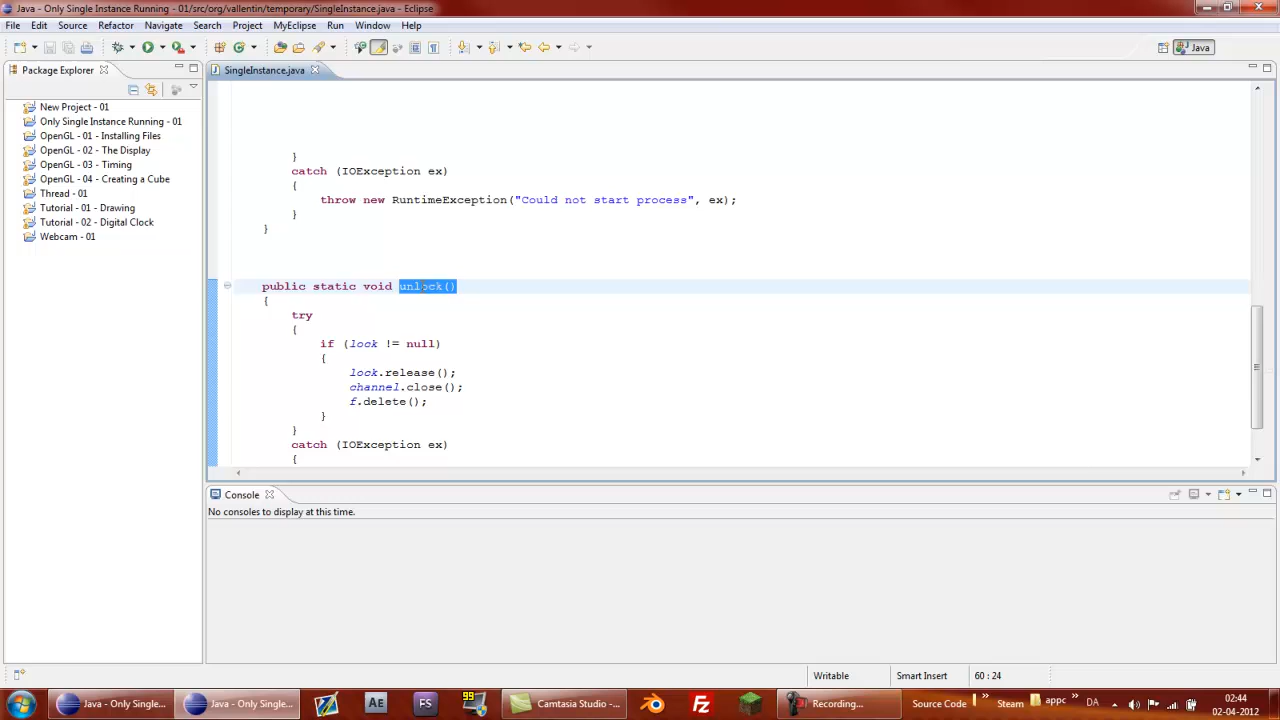 Java - Only Single Instance Running - 01/src/org/vallentin/temporary/SingleInstance.java - Eclipse
File Edit Source Refactor Navigate Search Project MyEclipse Run Window Help
Java
Package Explorer
New Project - 01
Only Single Instance Running - 01
OpenGL - 01 - Installing Files
OpenGL - 02 - The Display
OpenGL - 03 - Timing
OpenGL - 04 - Creating a Cube
Thread - 01
Tutorial - 01 - Drawing
Tutorial - 02 - Digital Clock
Webcam - 01
SingleInstance.java
}
catch (IOException ex)
{
throw new RuntimeException("Could not start process", ex);
}
}
public static void unlock()
{
try
{
if (lock != null)
{
lock.release();
channel.close();
f.delete();
}
}
catch (IOException ex)
{
Console
No consoles to display at this time.
Writable Smart Insert 60 : 24
Java - Only Single... Java - Only Single... AE FS 99 Camtasia Studio -... Fz Recording... Source Code » Steam » appc » DA 02:44
02-04-2012